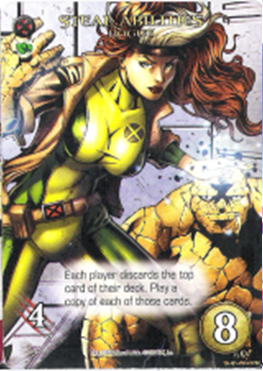 STEAL ABILITIES
ROGUE
Each player discards the top
card of their deck. Play a
copy of each of those cards.
4
8